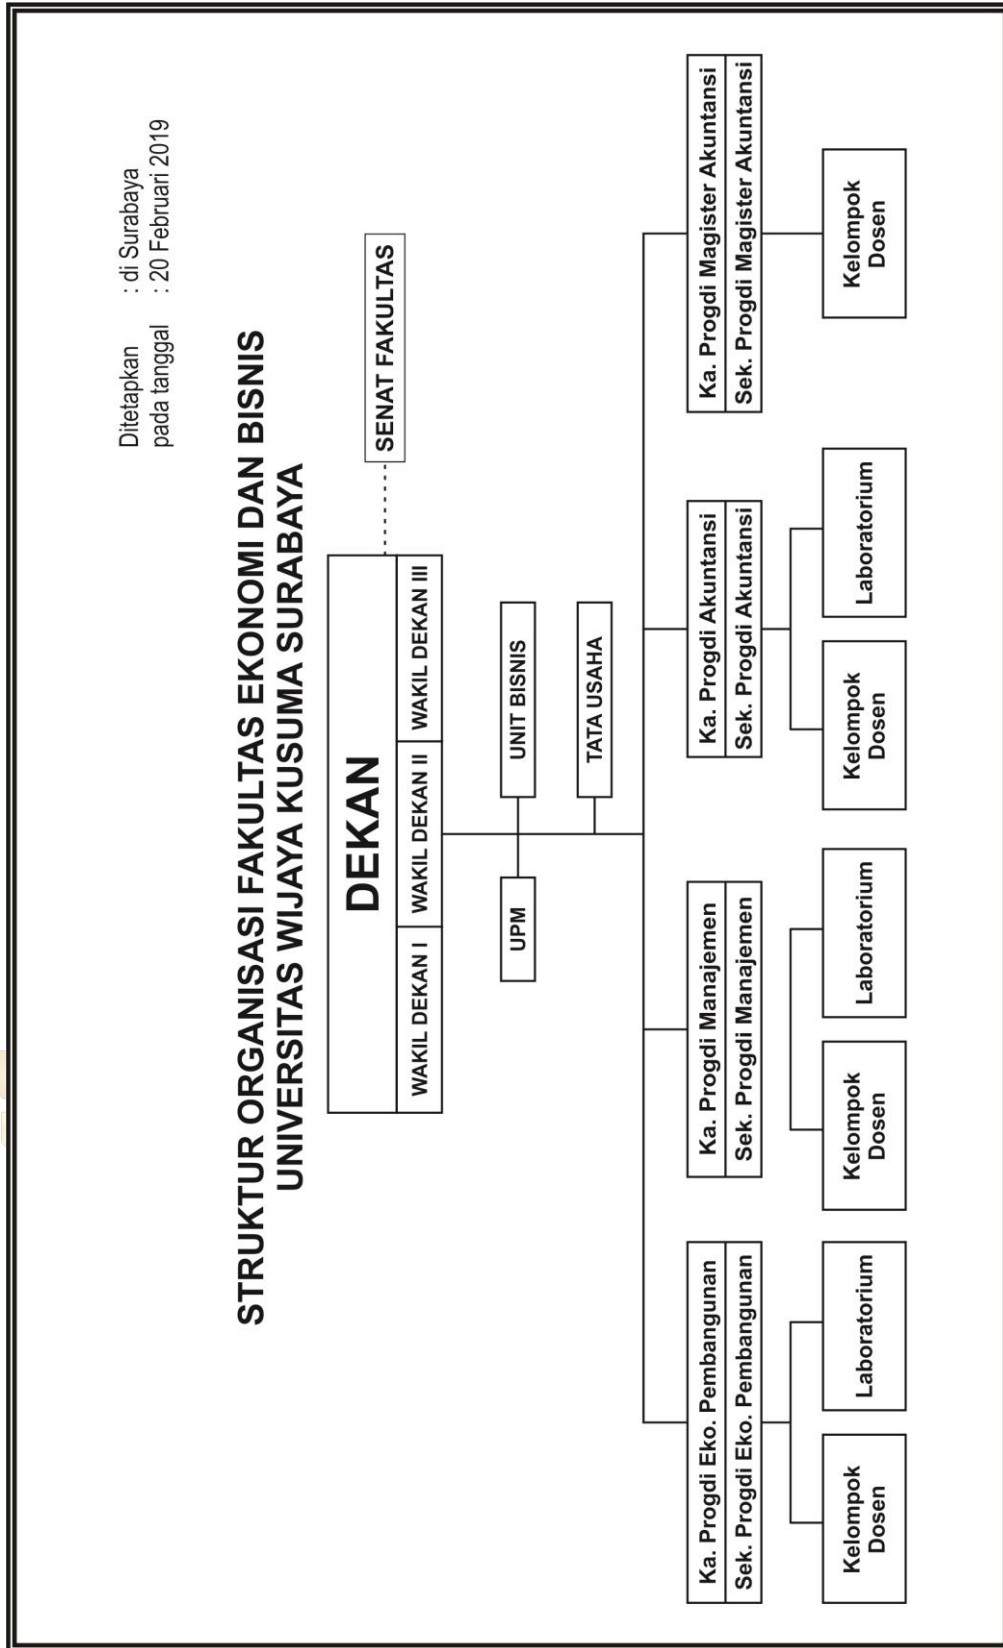 Ditetapkan : di Surabaya
pada tanggal : 20 Februari 2019
STRUKTUR ORGANISASI FAKULTAS EKONOMI DAN BISNIS
UNIVERSITAS WIJAYA KUSUMA SURABAYA
DEKAN
SENAT FAKULTAS
WAKIL DEKAN I
WAKIL DEKAN II
WAKIL DEKAN III
UPM
UNIT BISNIS
TATA USAHA
Ka. Progdi Eko. Pembangunan
Sek. Progdi Eko. Pembangunan
Ka. Progdi Manajemen
Sek. Progdi Manajemen
Ka. Progdi Akuntansi
Sek. Progdi Akuntansi
Ka. Progdi Magister Akuntansi
Sek. Progdi Magister Akuntansi
Kelompok
Dosen
Laboratorium
Kelompok
Dosen
Laboratorium
Kelompok
Dosen
Laboratorium
Kelompok
Dosen